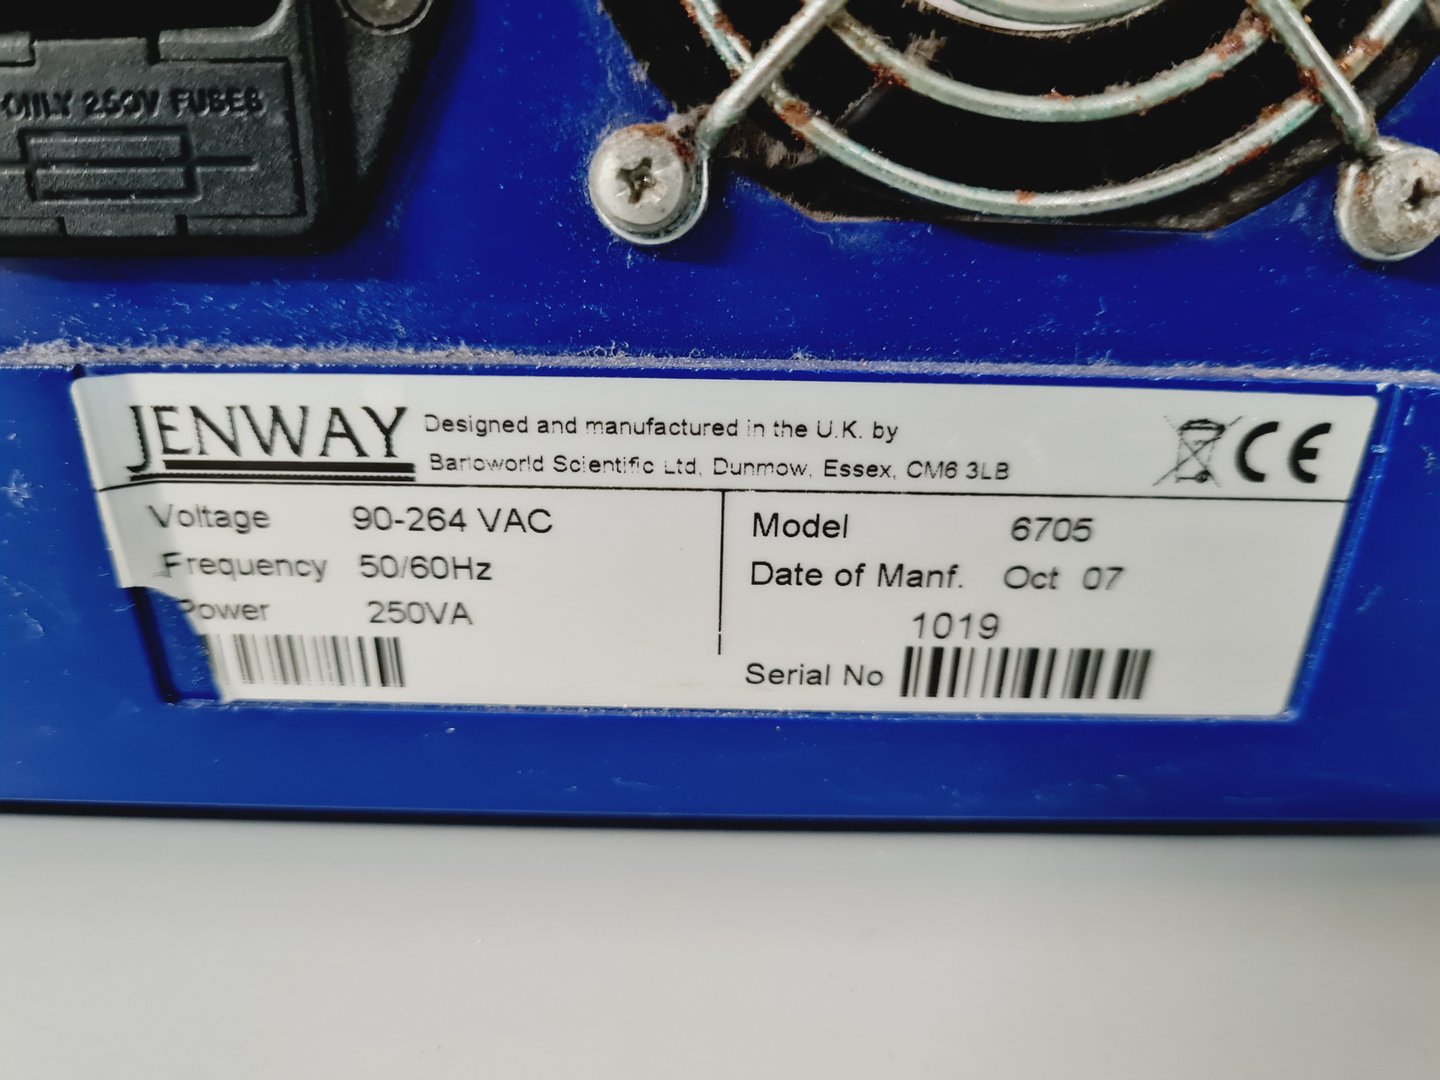 ONLY 250V FUSES
JENWAY
Designed and manufactured in the U.K. by
Barloworld Scientific Ltd, Dunmow, Essex, CM6 3LB
CE
Voltage 90-264 VAC
Frequency 50/60Hz
Power 250VA
Model 6705
Date of Manf. Oct 07
1019
Serial No